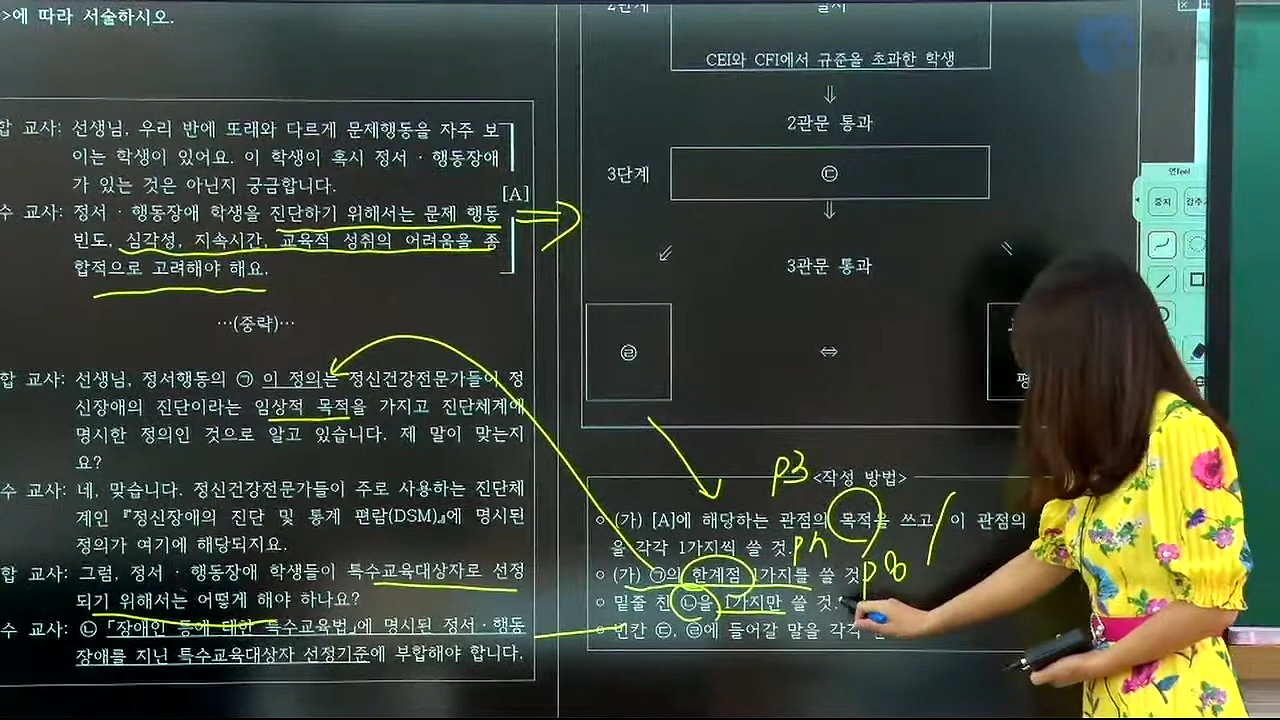 >에 따라 서술하시오.
합 교사: 선생님, 우리 반에 또래와 다르게 문제행동을 자주 보
이는 학생이 있어요. 이 학생이 혹시 정서 · 행동장애
가 있는 것은 아닌지 궁금합니다.
[A]
수 교사: 정서 · 행동장애 학생을 진단하기 위해서는 문제 행동
빈도, 심각성, 지속시간, 교육적 성취의 어려움을 종
합적으로 고려해야 해요.
…(중략)…
합 교사: 선생님, 정서행동의 ㉠ 이 정의는 정신건강전문가들이 정
신장애의 진단이라는 임상적 목적을 가지고 진단체계에
명시한 정의인 것으로 알고 있습니다. 제 말이 맞는지
요?
수 교사: 네, 맞습니다. 정신건강전문가들이 주로 사용하는 진단체
계인 『정신장애의 진단 및 통계 편람(DSM)』에 명시된
정의가 여기에 해당되지요.
합 교사: 그럼, 정서 · 행동장애 학생들이 특수교육대상자로 선정
되기 위해서는 어떻게 해야 하나요?
수 교사: ㉡ 「장애인 등에 대한 특수교육법」에 명시된 정서 · 행동
장애를 지닌 특수교육대상자 선정기준에 부합해야 합니다.
2단계
실시
CEI와 CFI에서 규준을 초과한 학생
⇓
2관문 통과
3단계
㉢
⇓
⇙ ⇘
3관문 통과
㉣
⇔
평
p3
<작성 방법>
○ (가) [A]에 해당하는 관점의 목적을 쓰고 이 관점의
을 각각 1가지씩 쓸 것.
○ (가) ㉠의 한계점 1가지를 쓸 것
○ 밑줄 친 ㉡을 1가지만 쓸 것.
○ 빈칸 ㉢, ㉣에 들어갈 말을 각각
연feel
중지
감추